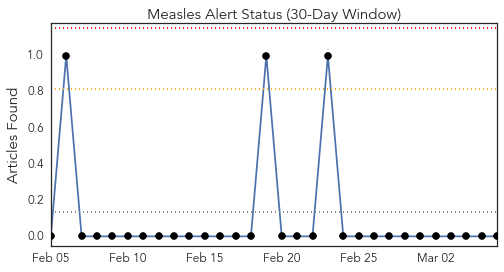 Measles Alert Status (30-Day Window)
Articles Found
1.0
0.8
0.6
0.4
0.2
0.0
Feb 05 Feb 10 Feb 15 Feb 20 Feb 25 Mar 02